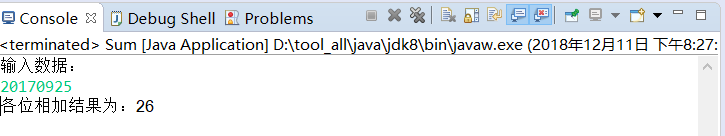 Console Debug Shell Problems
<terminated> Sum [Java Application] D:\tool_all\java\jdk8\bin\javaw.exe (2018年12月11日 下午8:27:
输入数据：
20170925
各位相加结果为：26